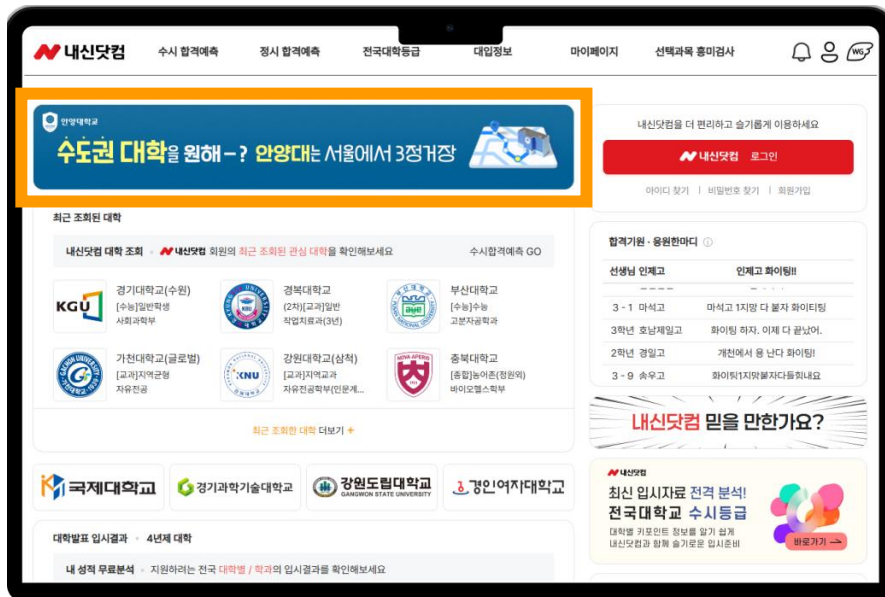 내신닷컴
수시 합격예측
정시 합격예측
전국대학등급
대입정보
마이페이지
선택과목 흥미검사
안양대학교
수도권 대학을 원해-? 안양대는 서울에서 3정거장
최근 조회된 대학
내신닷컴 대학 조회 내신닷컴 회원의 최근 조회된 관심 대학을 확인해보세요 수시합격예측 GO
KGU
경기대학교(수원)
[수능]일반학생
사회과학부
경북대학교
(2차)[교과]일반
작업치료과(3년)
부산대학교
[수능]수능
고분자공학과
가천대학교(글로벌)
[교과]지역균형
자유전공
KNU
강원대학교(삼척)
[교과]지역교과
자유전공학부(인문계...
충북대학교
[종합]농어촌(정원외)
바이오헬스학부
최근 조회한 대학 더보기 +
국제대학교
경기과학기술대학교
강원도립대학교
GANGWON STATE UNIVERSITY
경인여자대학교
대학발표 입시결과 4년제 대학
내 성적 무료분석 지원하려는 전국 대학별 / 학과의 입시결과를 확인해보세요
내신닷컴을 더 편리하고 슬기롭게 이용하세요
내신닷컴 로그인
아이디 찾기 | 비밀번호 찾기 | 회원가입
합격기원 · 응원한마디
선생님 인제고 인제고 화이팅!!
3 - 1 마석고 마석고 1지망 다 붙자 화이티팅
3학년 호남제일고 화이팅 하자. 이제 다 끝났어.
2학년 경일고 개천에서 용 난다 화이팅!
3 - 9 송우고 화이팅1지망붙자다들힘내요
내신닷컴 믿을 만한가요?
내신닷컴
최신 입시자료 전격 분석!
전국대학교 수시등급
대학별 키포인트 정보를 알기 쉽게
내신닷컴과 함께 슬기로운 입시준비
바로가기